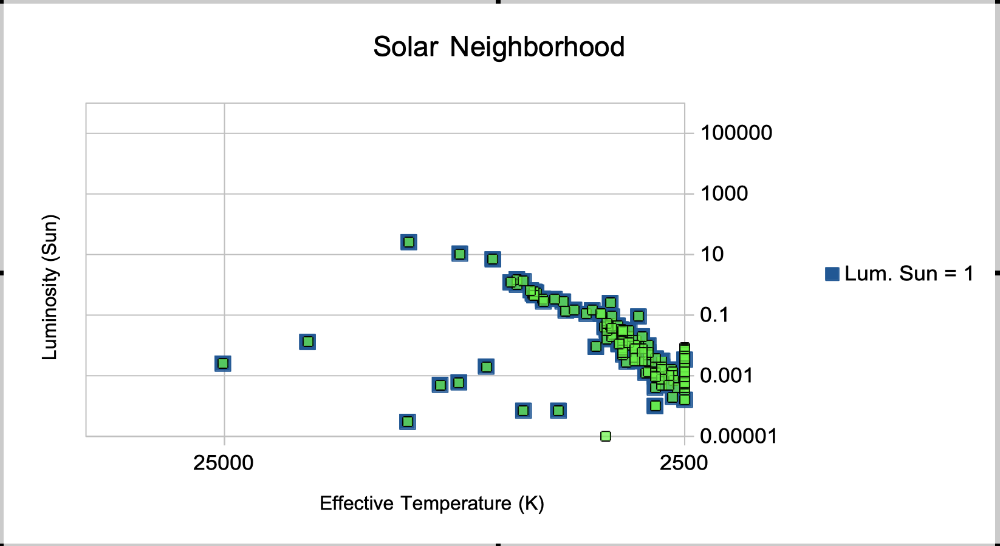 Solar Neighborhood
100000
1000
10
0.1
0.001
0.00001
Luminosity (Sun)
Lum. Sun = 1
25000
2500
Effective Temperature (K)